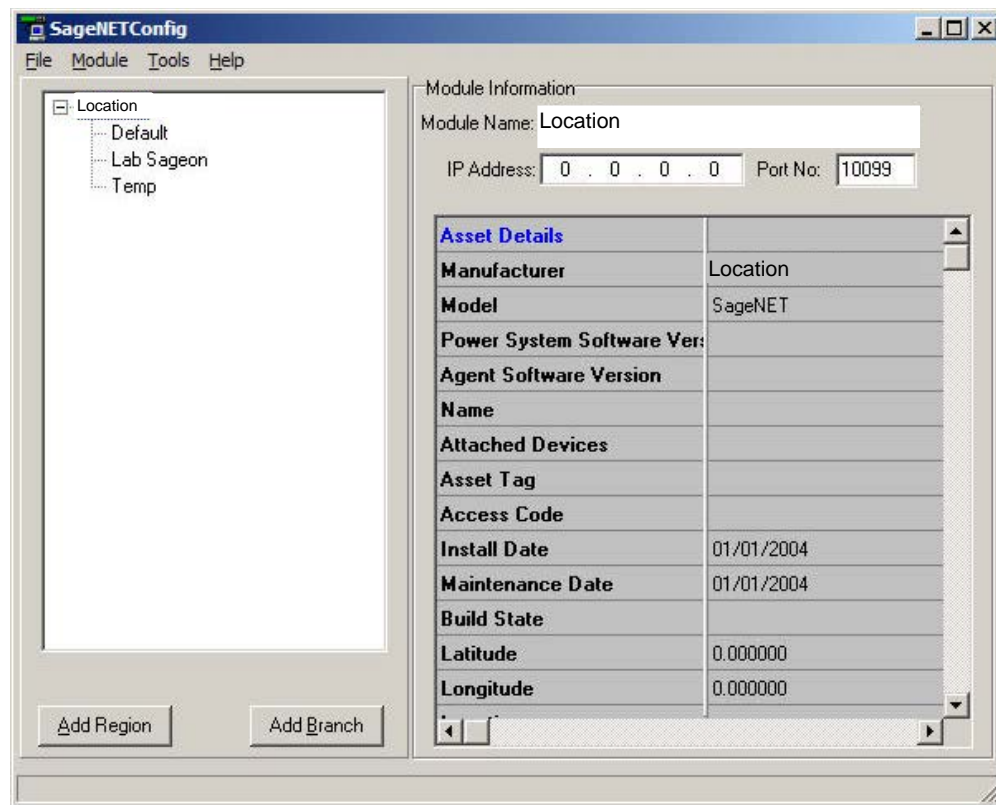 SageNETConfig
File Module Tools Help
Location
Default
Lab Sageon
Temp
Add Region Add Branch
Module Information
Module Name: Location
IP Address: 0 . 0 . 0 . 0 Port No: 10099
Asset Details
Manufacturer Location
Model SageNET
Power System Software Vers
Agent Software Version
Name
Attached Devices
Asset Tag
Access Code
Install Date 01/01/2004
Maintenance Date 01/01/2004
Build State
Latitude 0.000000
Longitude 0.000000